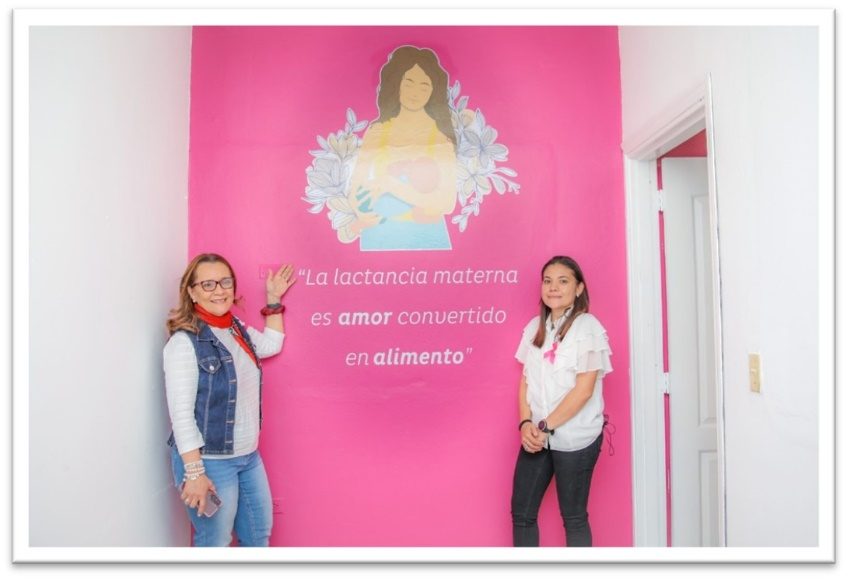 “La lactancia materna
es amor convertido
en alimento”